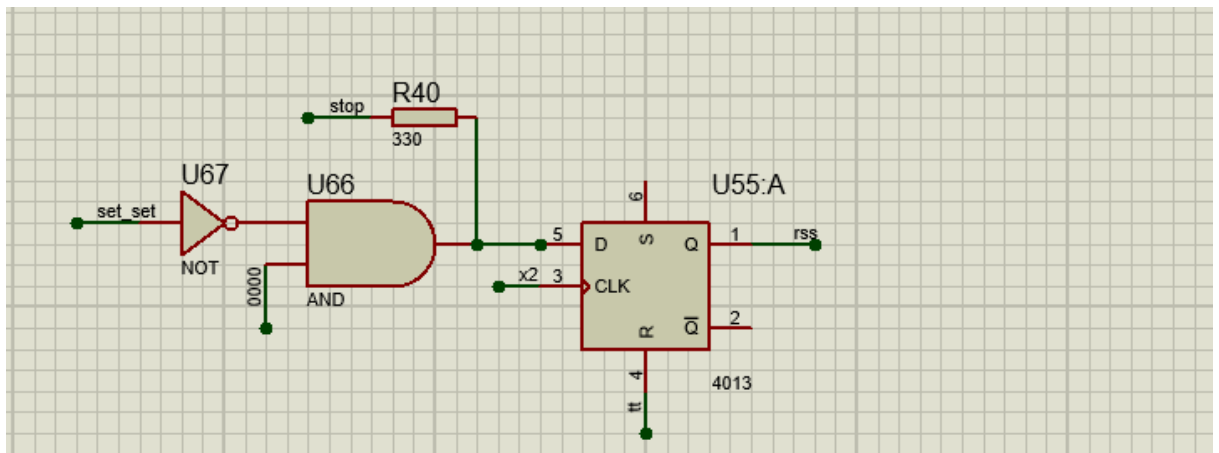 stop
R40
330
U67
set_set
NOT
U66
0000
AND
U55:A
6
S
5
D
Q
1
rss
x2
3
CLK
R
Q
2
4
4013
tt